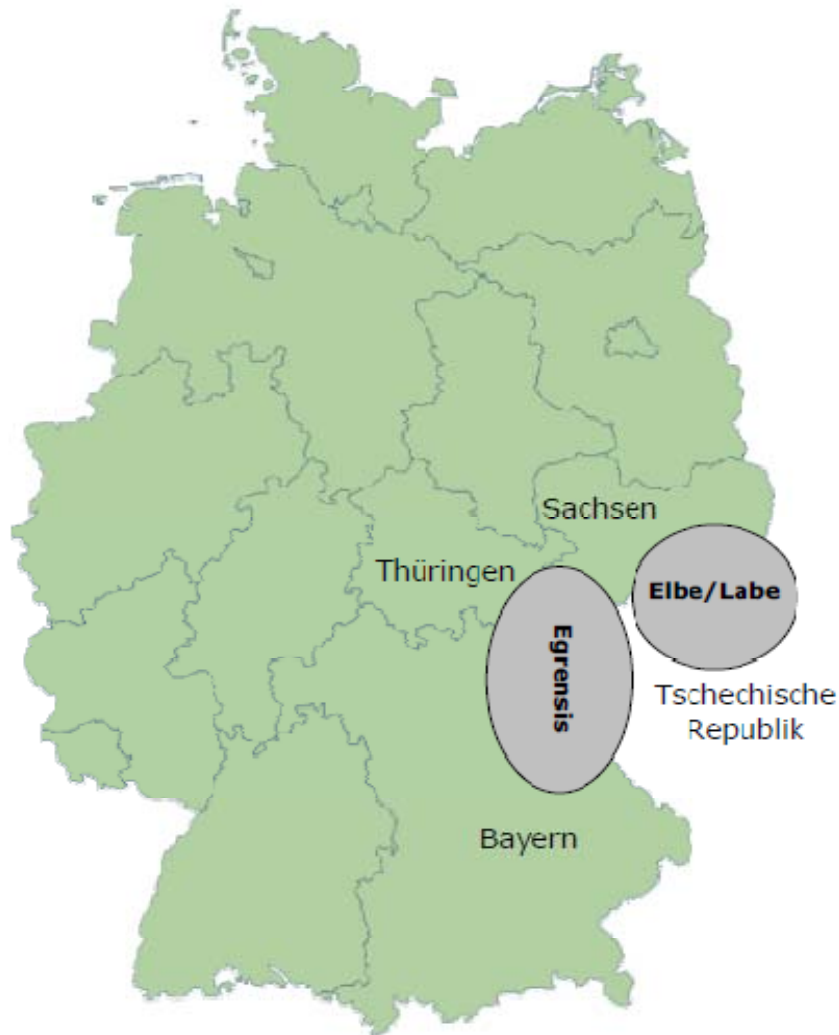 Sachsen
Thüringen
Elbe/Labe
Egrensis
Tschechische
Republik
Bayern